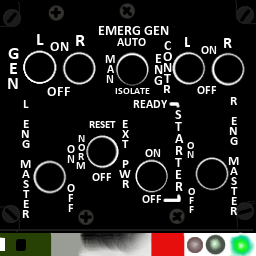 EMERG GEN
L ON R
AUTO
L ON R
GEN
MAN
ENG
CONTR
OFF
ISOLATE
OFF
READY
L ENG MASTER
ON
OFF
NORM
RESET
OFF
EXT PWR
ON
OFF
STARTER
ON
OFF
R ENG MASTER